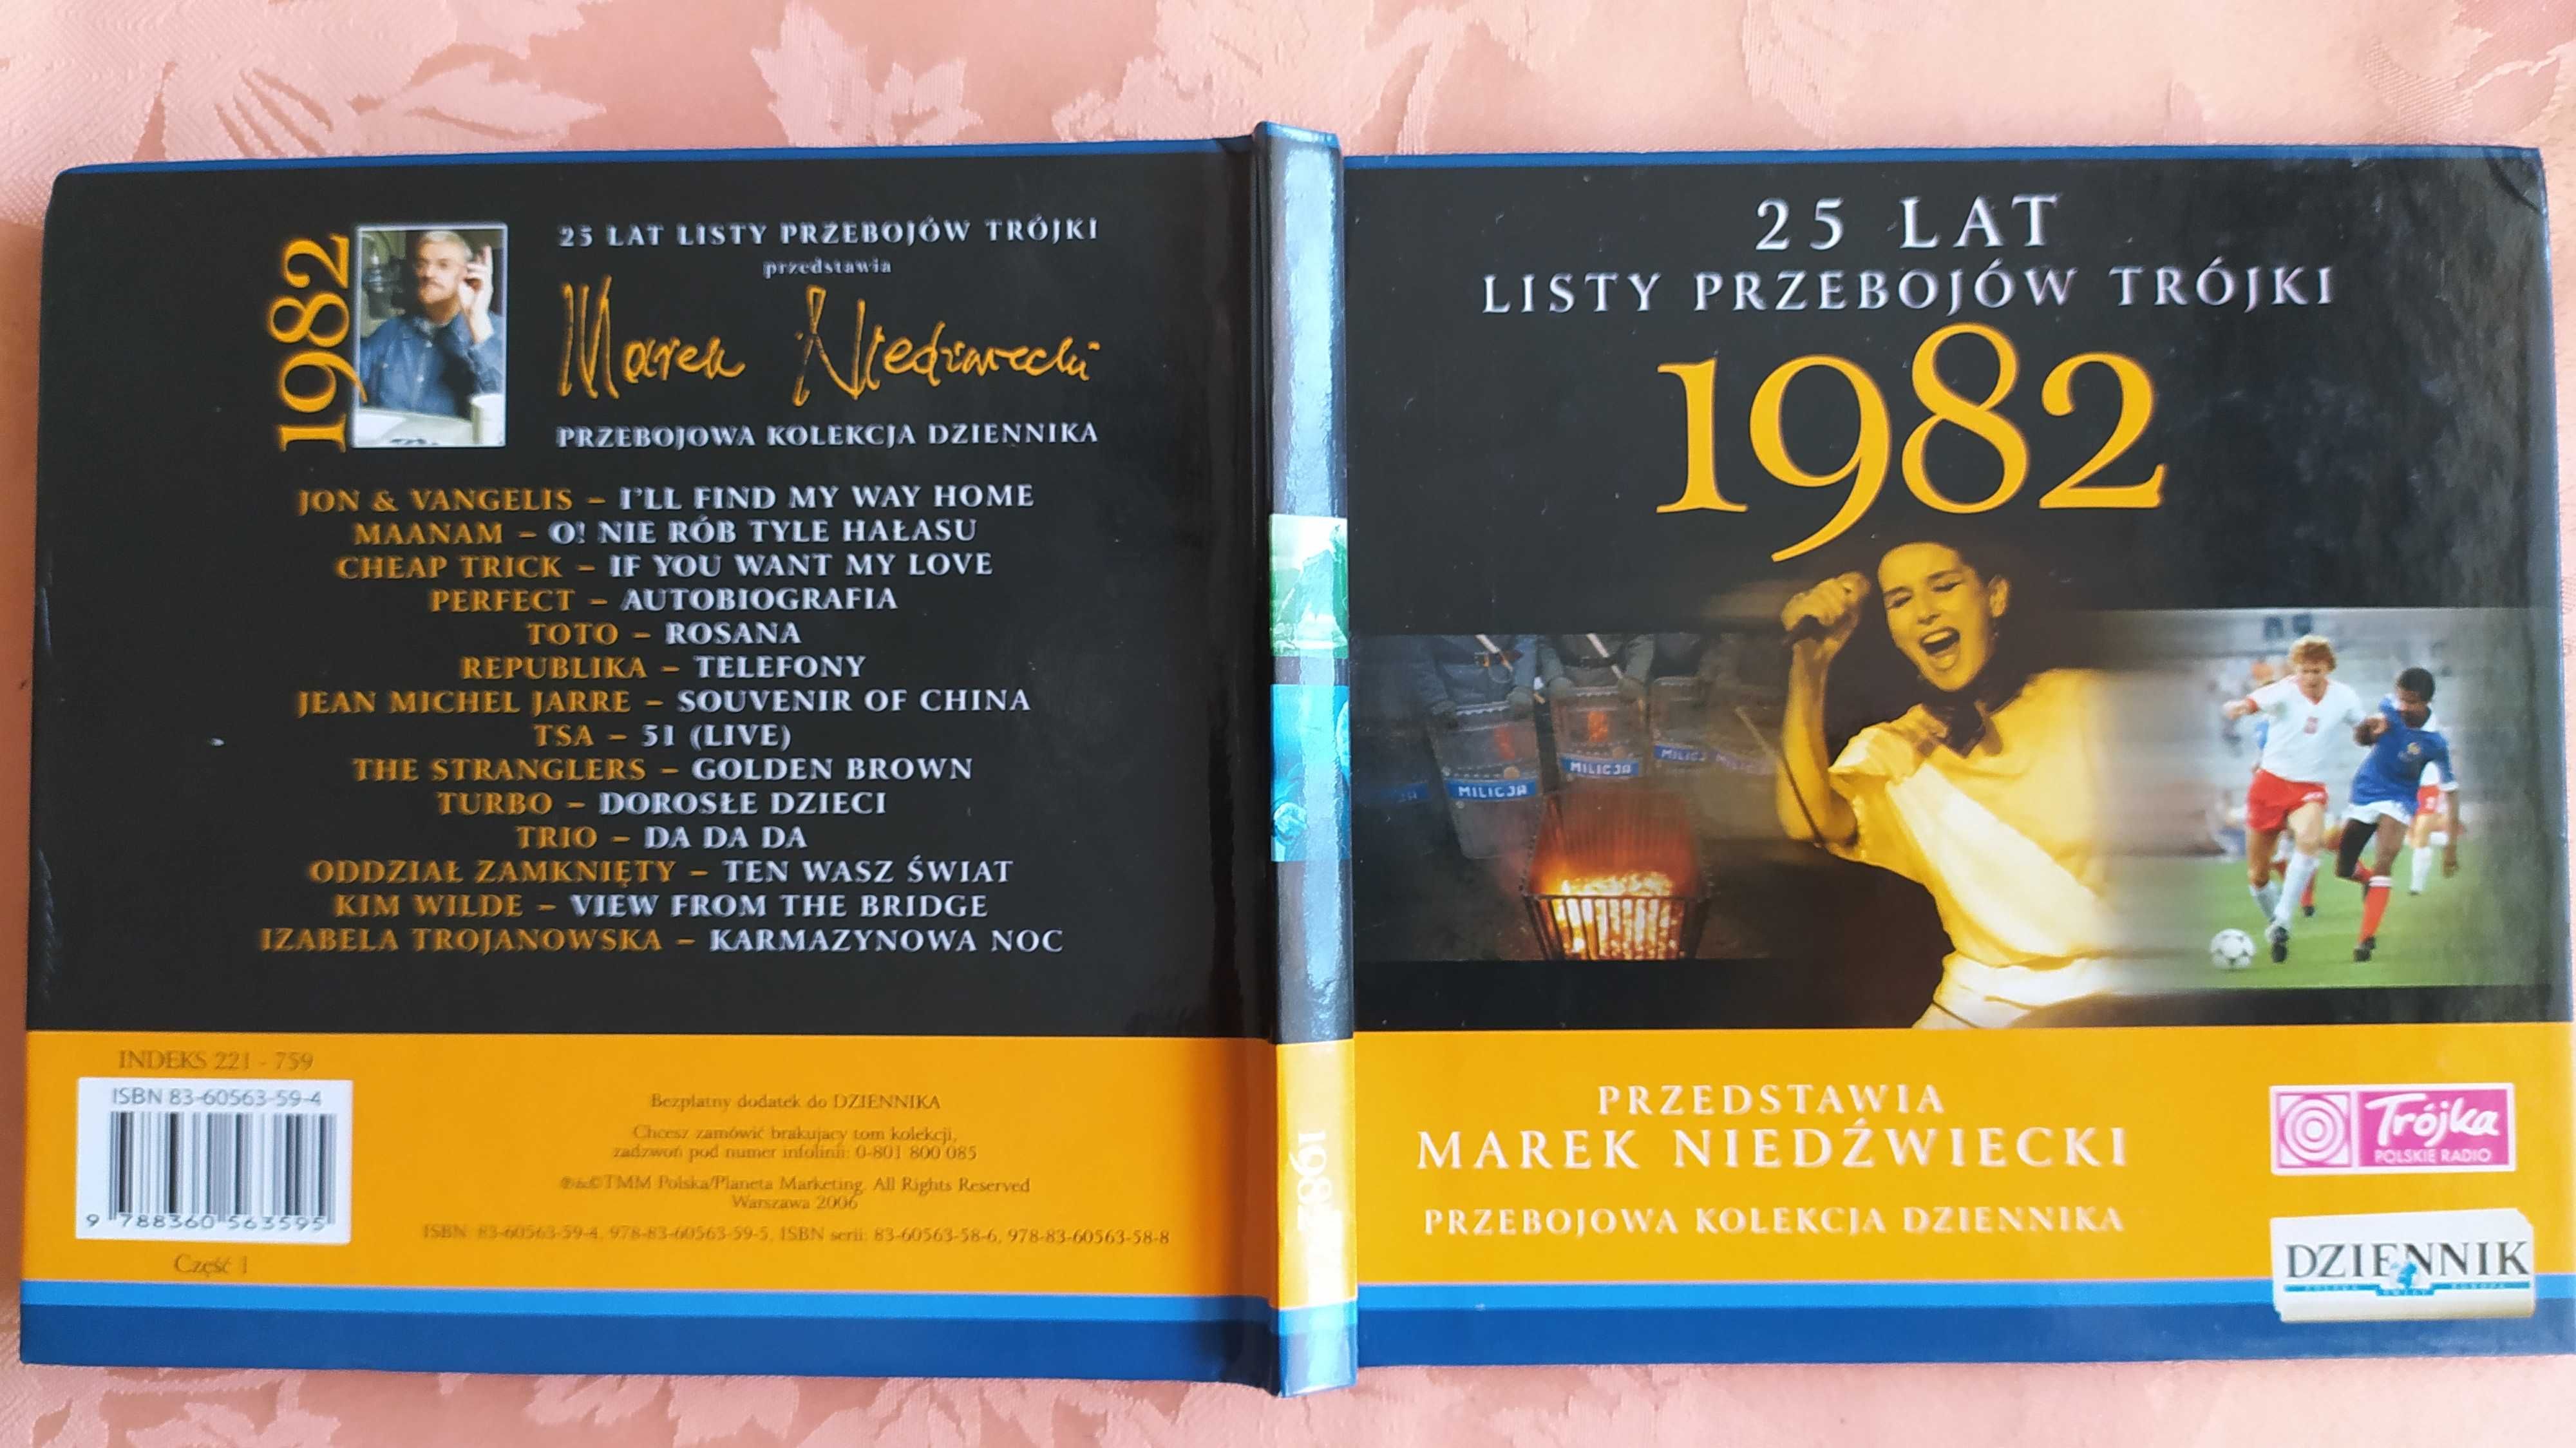 1982
25 LAT LISTY PRZEBOJÓW TRÓJKI
przedstawia
Marek Niedźwiecki
PRZEBOJOWA KOLEKCJA DZIENNIKA
JON & VANGELIS – I'LL FIND MY WAY HOME
MAANAM – O! NIE RÓB TYLE HAŁASU
CHEAP TRICK – IF YOU WANT MY LOVE
PERFECT – AUTOBIOGRAFIA
TOTO – ROSANA
REPUBLIKA – TELEFONY
JEAN MICHEL JARRE – SOUVENIR OF CHINA
TSA – 51 (LIVE)
THE STRANGLERS – GOLDEN BROWN
TURBO – DOROSŁE DZIECI
TRIO – DA DA DA
ODDZIAŁ ZAMKNIĘTY – TEN WASZ ŚWIAT
KIM WILDE – VIEW FROM THE BRIDGE
IZABELA TROJANOWSKA – KARMAZYNOWA NOC
INDEKS 221 - 759
ISBN 83-60563-59-4
9 788360 563595
Część 1
Bezpłatny dodatek do DZIENNIKA
Chcesz zamówić brakujący tom kolekcji,
zadzwoń pod numer infolinii: 0-801 800 085
℗&©TMM Polska/Planeta Marketing. All Rights Reserved
Warszawa 2006
ISBN: 83-60563-59-4, 978-83-60563-59-5, ISBN serii: 83-60563-58-6, 978-83-60563-58-8
1982
25 LAT
LISTY PRZEBOJÓW TRÓJKI
1982
MILICJA
MILICJA
MILICJA
PRZEDSTAWIA
MAREK NIEDŹWIECKI
PRZEBOJOWA KOLEKCJA DZIENNIKA
Trójka
POLSKIE RADIO
DZIENNIK
POLSKA ŚWIAT EUROPA